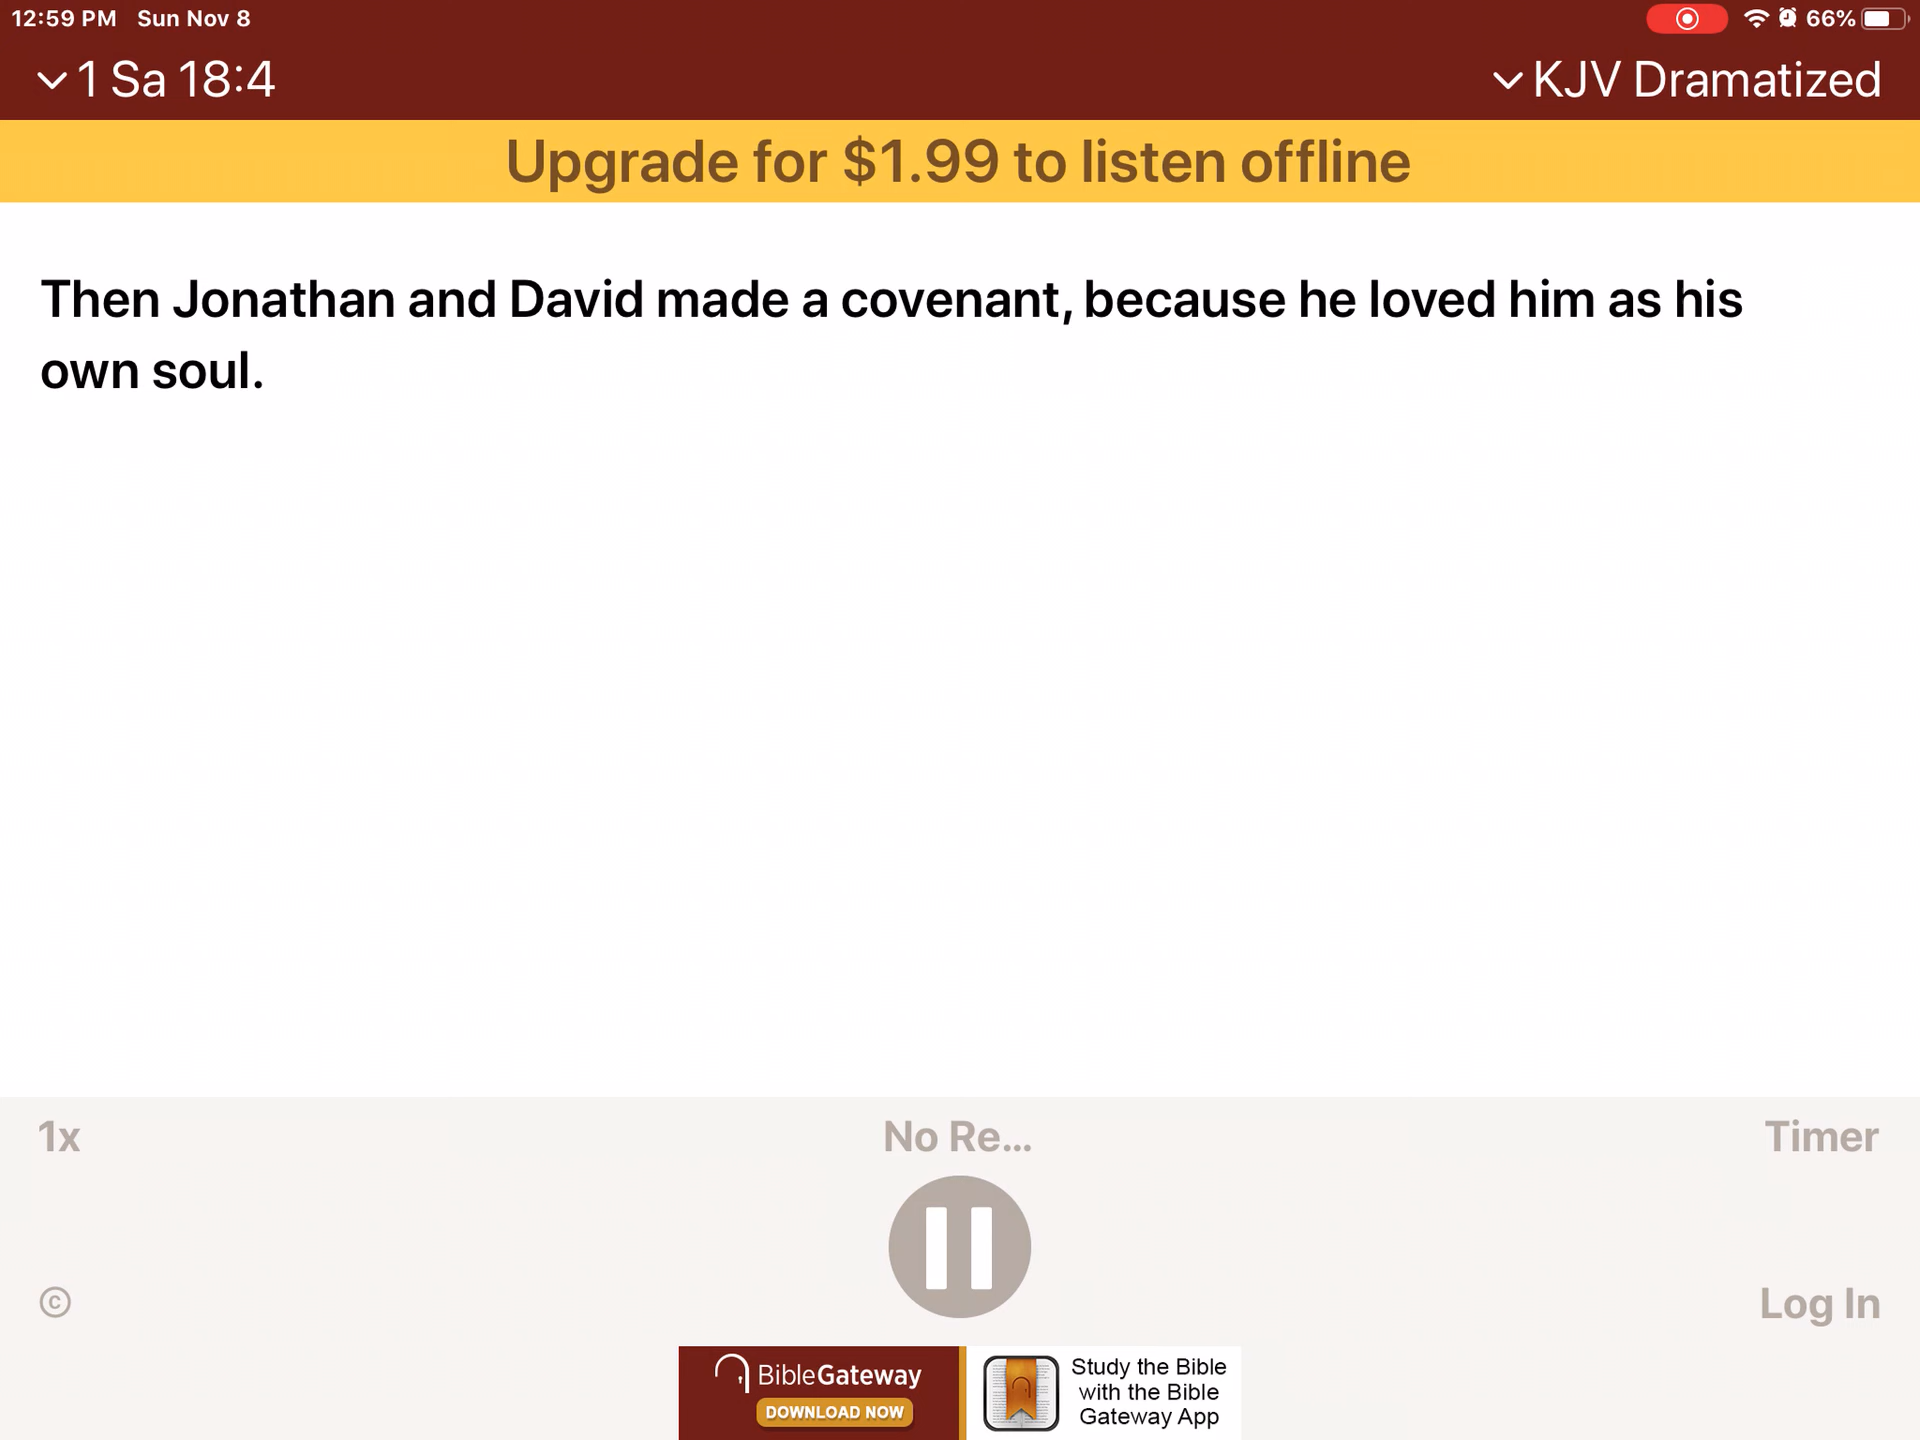 12:59 PM Sun Nov 8
66%
1 Sa 18:4
KJV Dramatized
Upgrade for $1.99 to listen offline
Then Jonathan and David made a covenant, because he loved him as his
own soul.
1x
No Re...
Timer
©
Log In
BibleGateway
DOWNLOAD NOW
Study the Bible
with the Bible
Gateway App